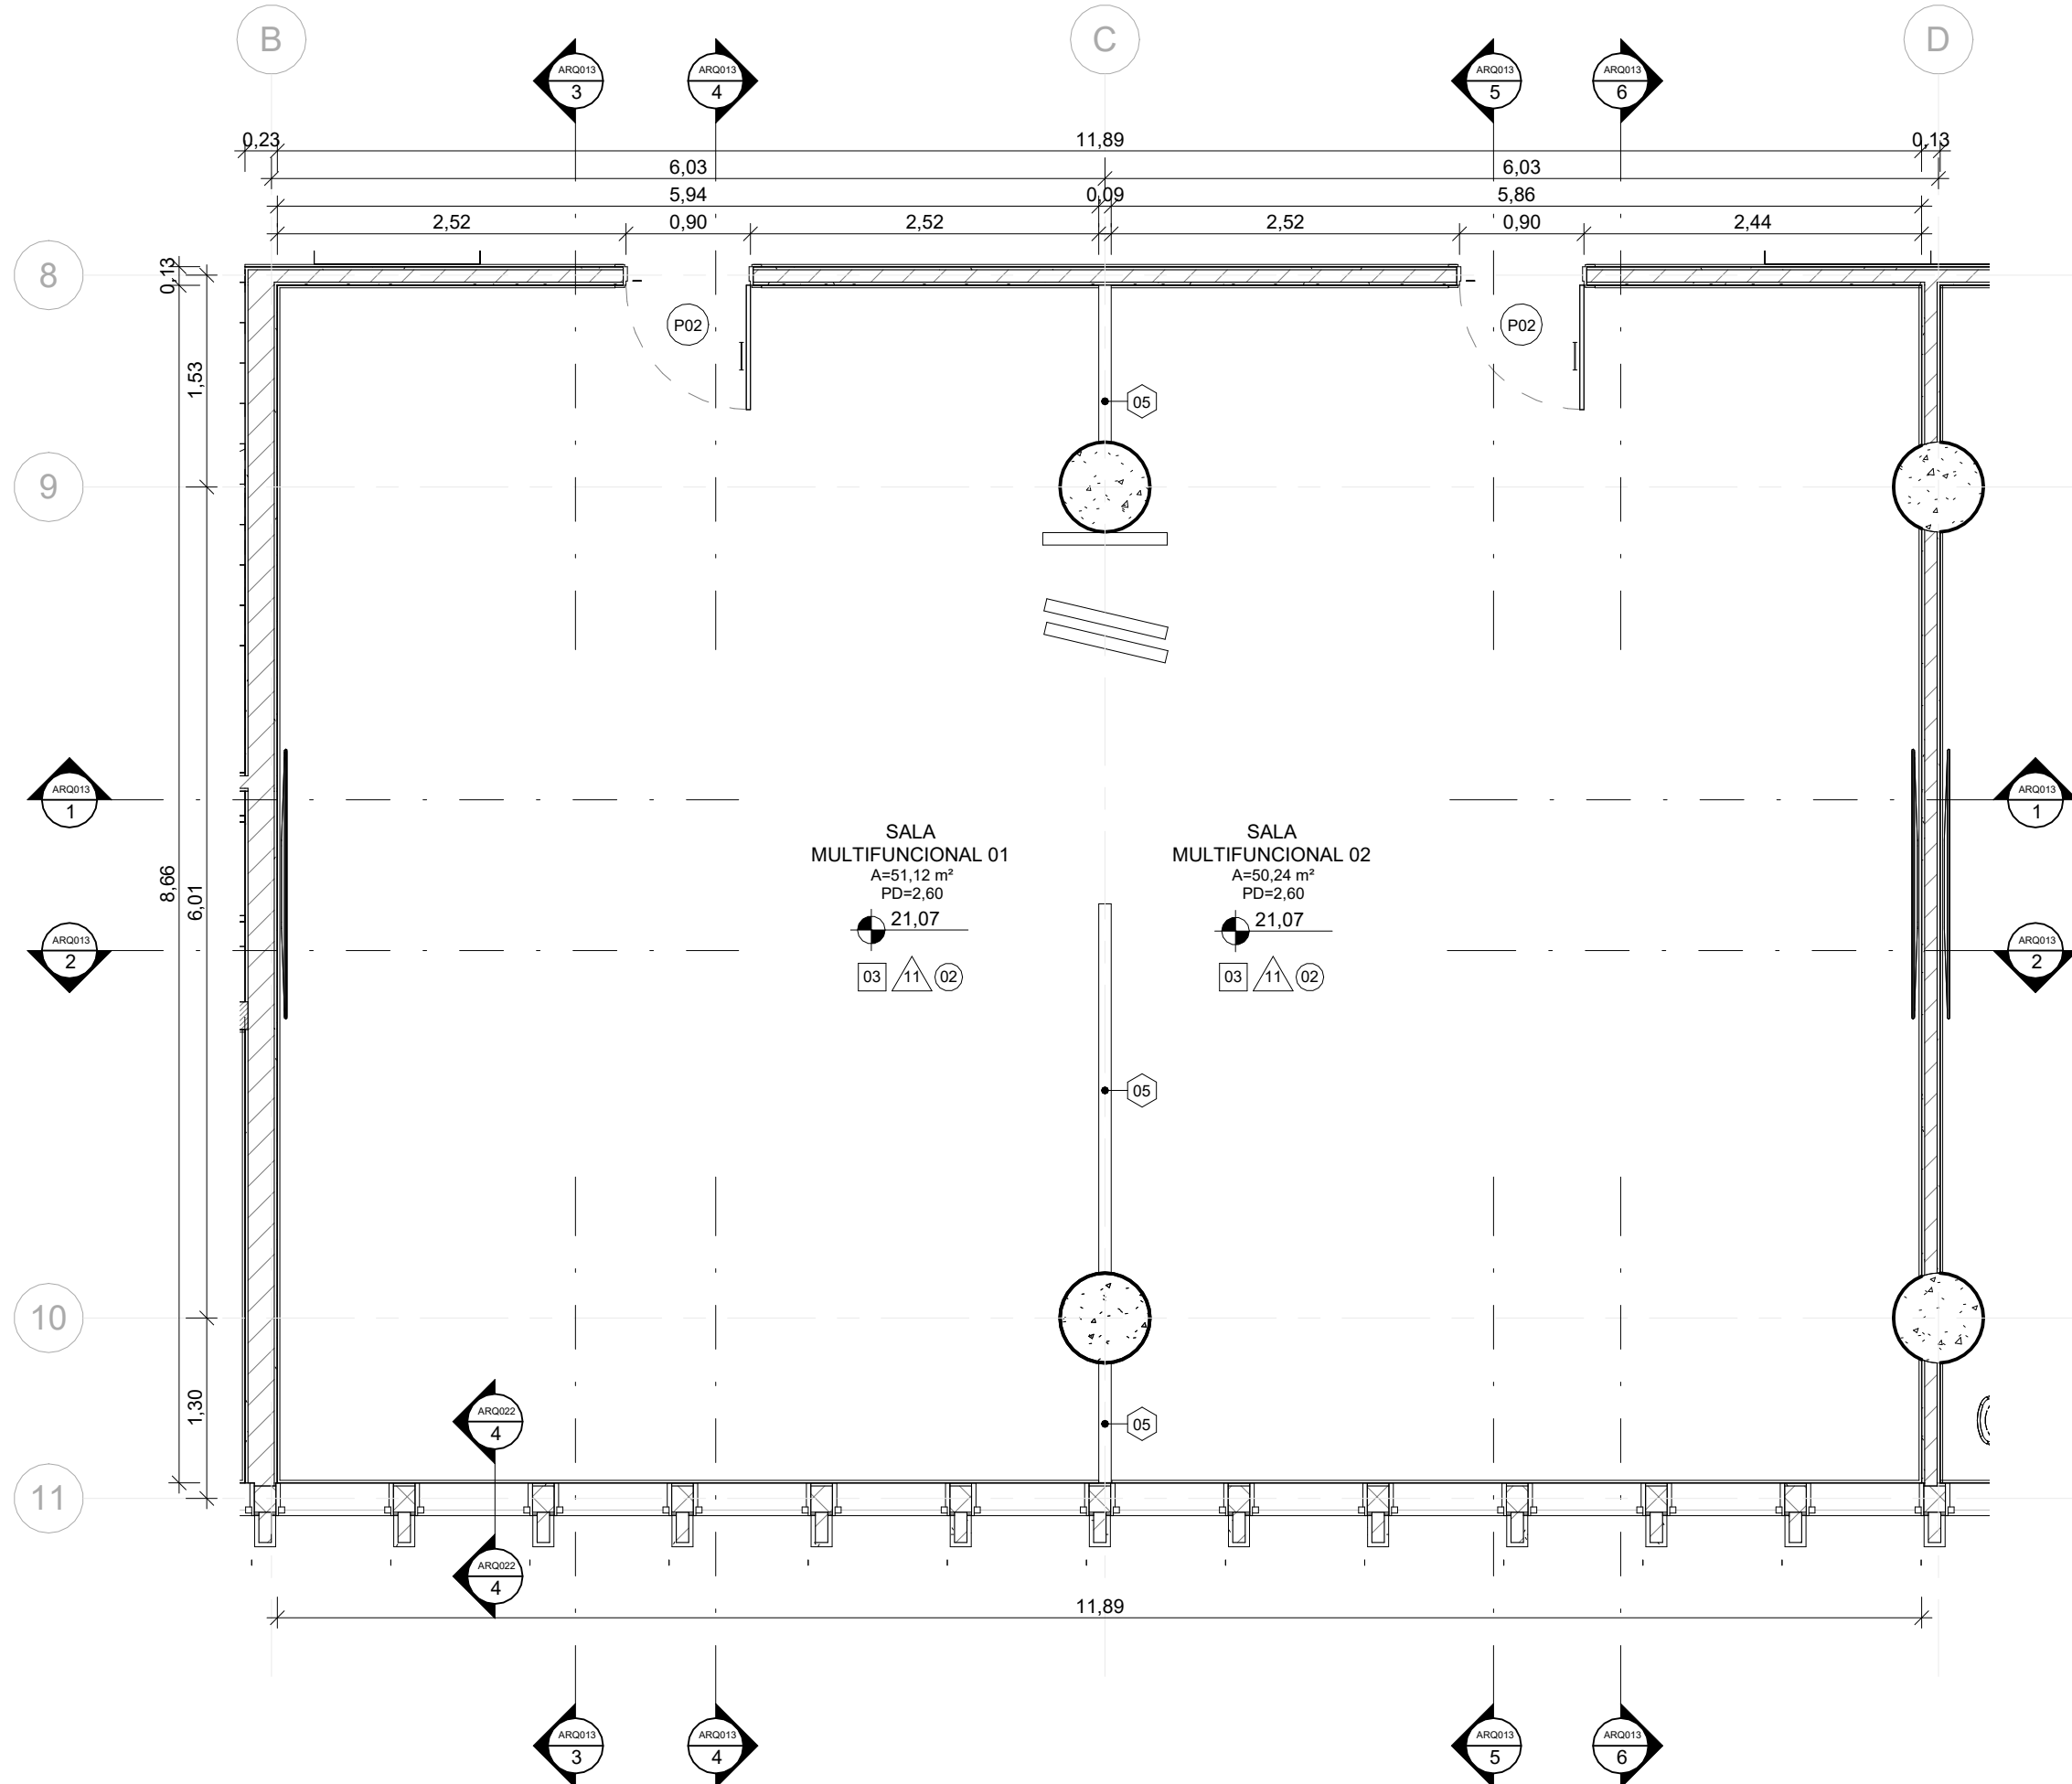 B
C
D
ARQ013
3
ARQ013
4
ARQ013
5
ARQ013
6
0,23
11,89
0,13
6,03
6,03
5,94
0,09
5,86
2,52
0,90
2,52
2,52
0,90
2,44
8
0,13
P02
P02
1,53
05
9
ARQ013
1
ARQ013
1
SALA
MULTIFUNCIONAL 01
A=51,12 m²
PD=2,60
21,07
03
11
02
SALA
MULTIFUNCIONAL 02
A=50,24 m²
PD=2,60
21,07
03
11
02
8,66
6,01
ARQ013
2
ARQ013
2
05
10
1,30
ARQ022
4
05
11
ARQ022
4
11,89
ARQ013
3
ARQ013
4
ARQ013
5
ARQ013
6